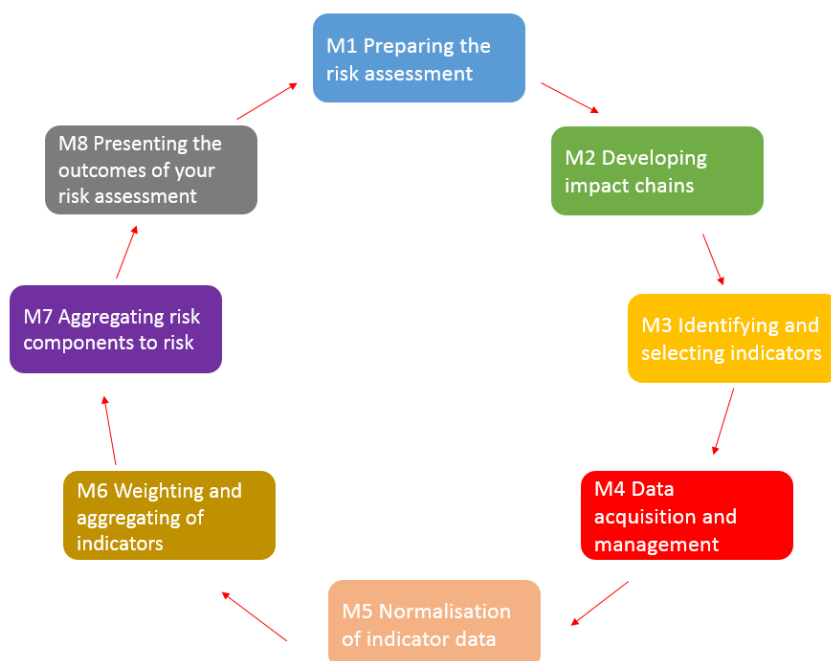 M1 Preparing the
risk assessment
M2 Developing
impact chains
M3 Identifying and
selecting indicators
M4 Data
acquisition and
management
M5 Normalisation
of indicator data
M6 Weighting and
aggregating of
indicators
M7 Aggregating risk
components to risk
M8 Presenting the
outcomes of your
risk assessment